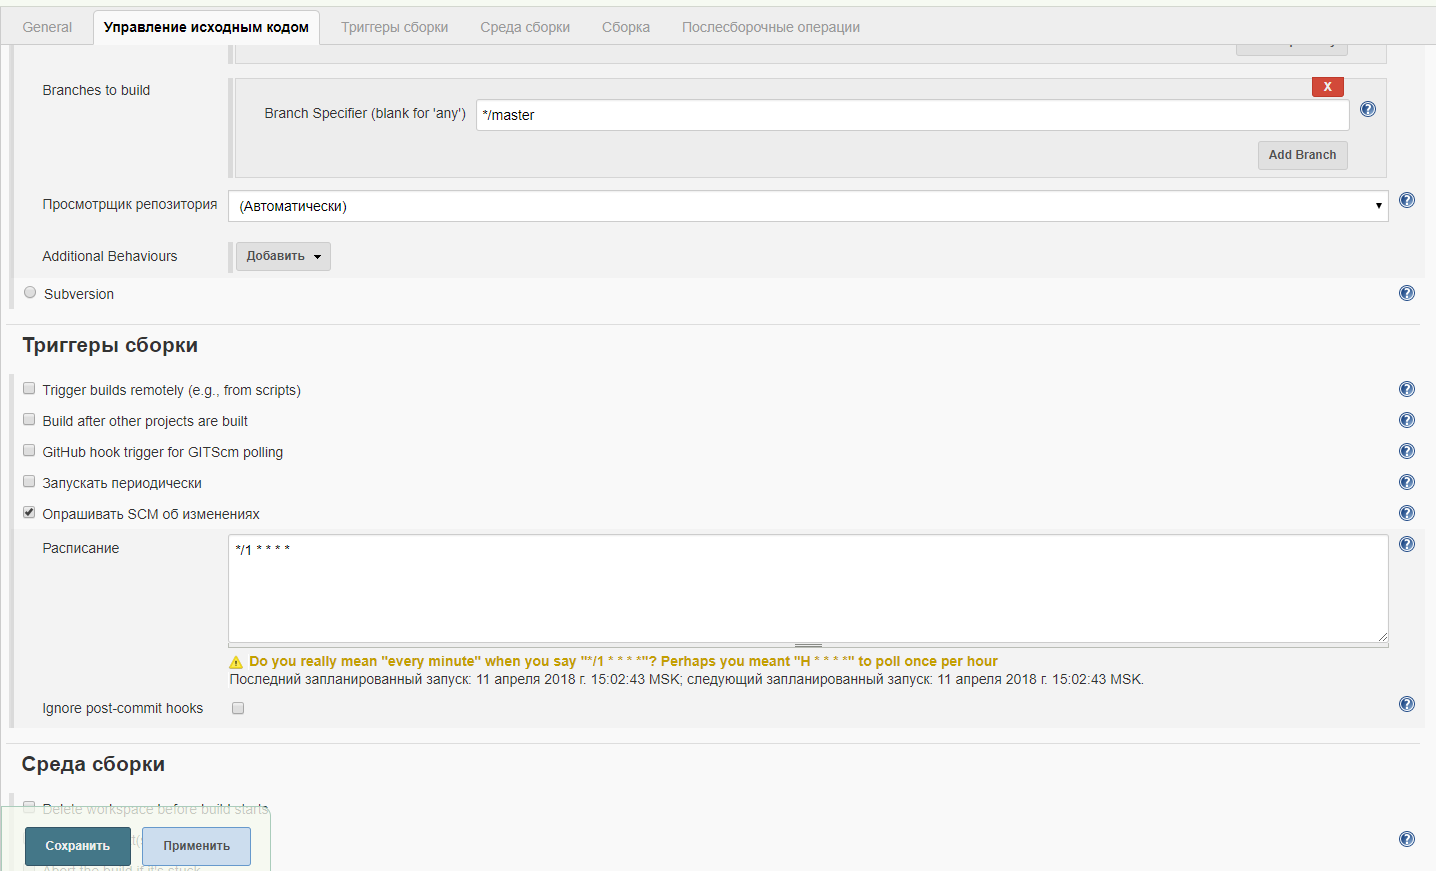 General Управление исходным кодом Триггеры сборки Среда сборки Сборка Послесборочные операции
Branches to build
X
Branch Specifier (blank for 'any') */master
Add Branch
Просмотрщик репозитория (Автоматически)
Additional Behaviours Добавить
Subversion
Триггеры сборки
Trigger builds remotely (e.g., from scripts)
Build after other projects are built
GitHub hook trigger for GITScm polling
Запускать периодически
Опрашивать SCM об изменениях
Расписание */1 * * * *
Do you really mean "every minute" when you say "*/1 * * * *"? Perhaps you meant "H * * * *" to poll once per hour
Последний запланированный запуск: 11 апреля 2018 г. 15:02:43 MSK; следующий запланированный запуск: 11 апреля 2018 г. 15:02:43 MSK.
Ignore post-commit hooks
Среда сборки
Delete workspace before build starts
Сохранить Применить
Abort the build if it's stuck